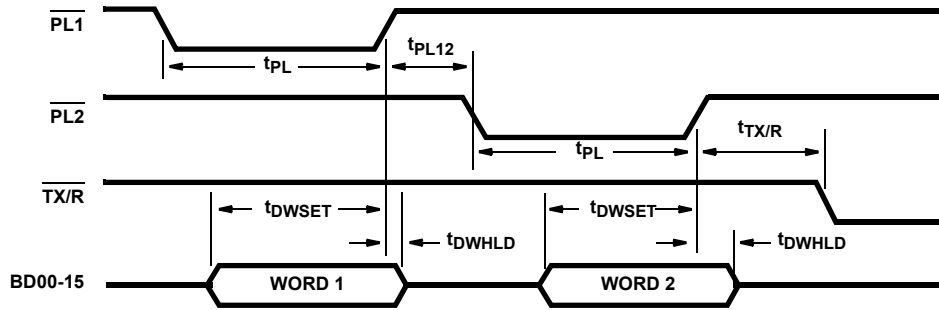 PL1
tPL12
tPL
PL2
tTX/R
tPL
TX/R
tDWSET
tDWSET
tDWHLD
tDWHLD
BD00-15
WORD 1
WORD 2